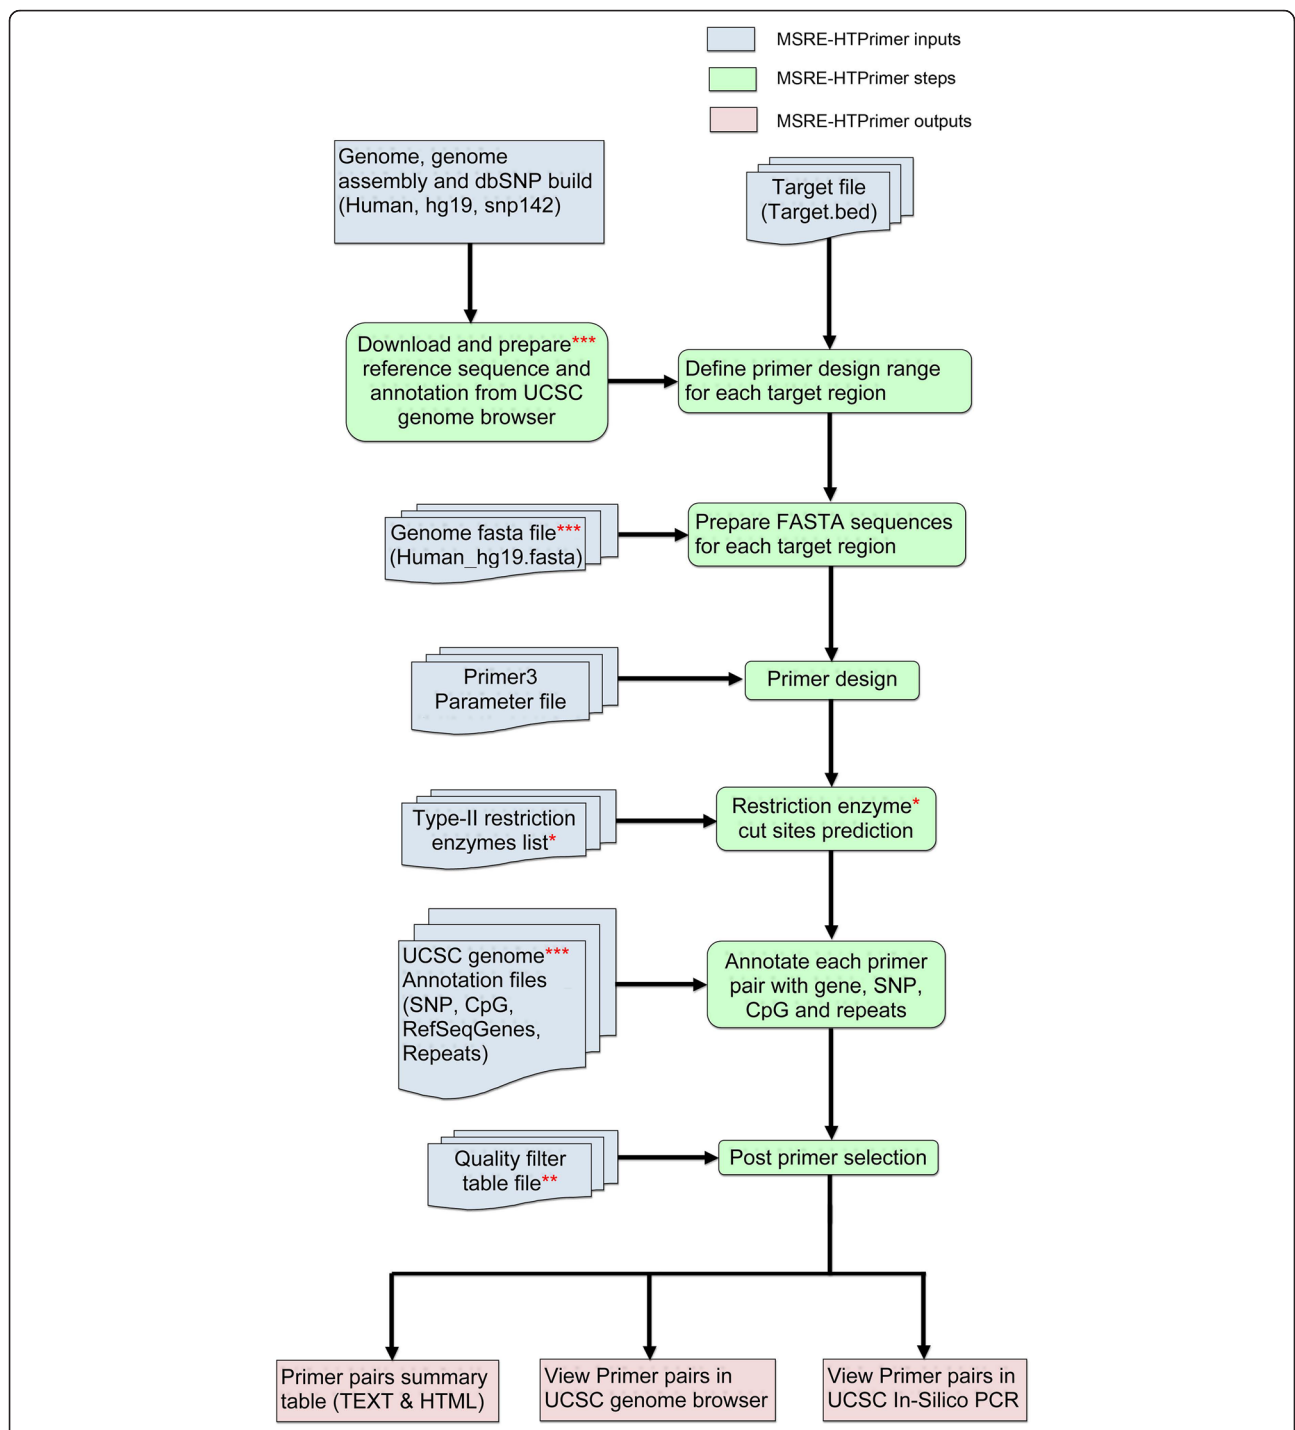 MSRE-HTPrimer inputs
MSRE-HTPrimer steps
MSRE-HTPrimer outputs
Genome, genome
assembly and dbSNP build
(Human, hg19, snp142)
Target file
(Target.bed)
Download and prepare***
reference sequence and
annotation from UCSC
genome browser
Define primer design range
for each target region
Genome fasta file***
(Human_hg19.fasta)
Prepare FASTA sequences
for each target region
Primer3
Parameter file
Primer design
Type-II restriction
enzymes list*
Restriction enzyme*
cut sites prediction
UCSC genome***
Annotation files
(SNP, CpG,
RefSeqGenes,
Repeats)
Annotate each primer
pair with gene, SNP,
CpG and repeats
Quality filter
table file**
Post primer selection
Primer pairs summary
table (TEXT & HTML)
View Primer pairs in
UCSC genome browser
View Primer pairs in
UCSC In-Silico PCR